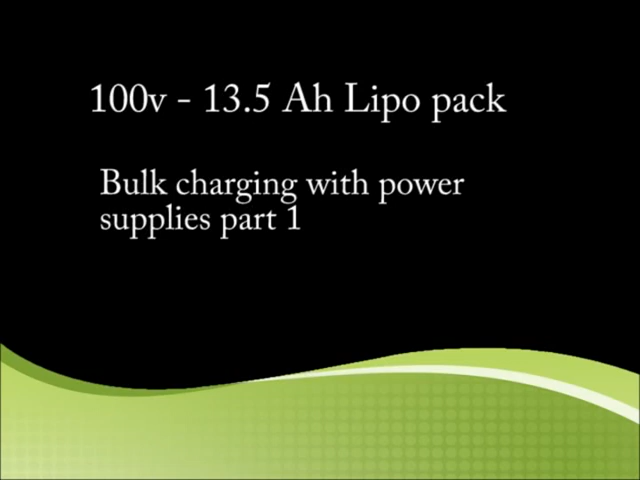 100v - 13.5 Ah Lipo pack
Bulk charging with power
supplies part 1